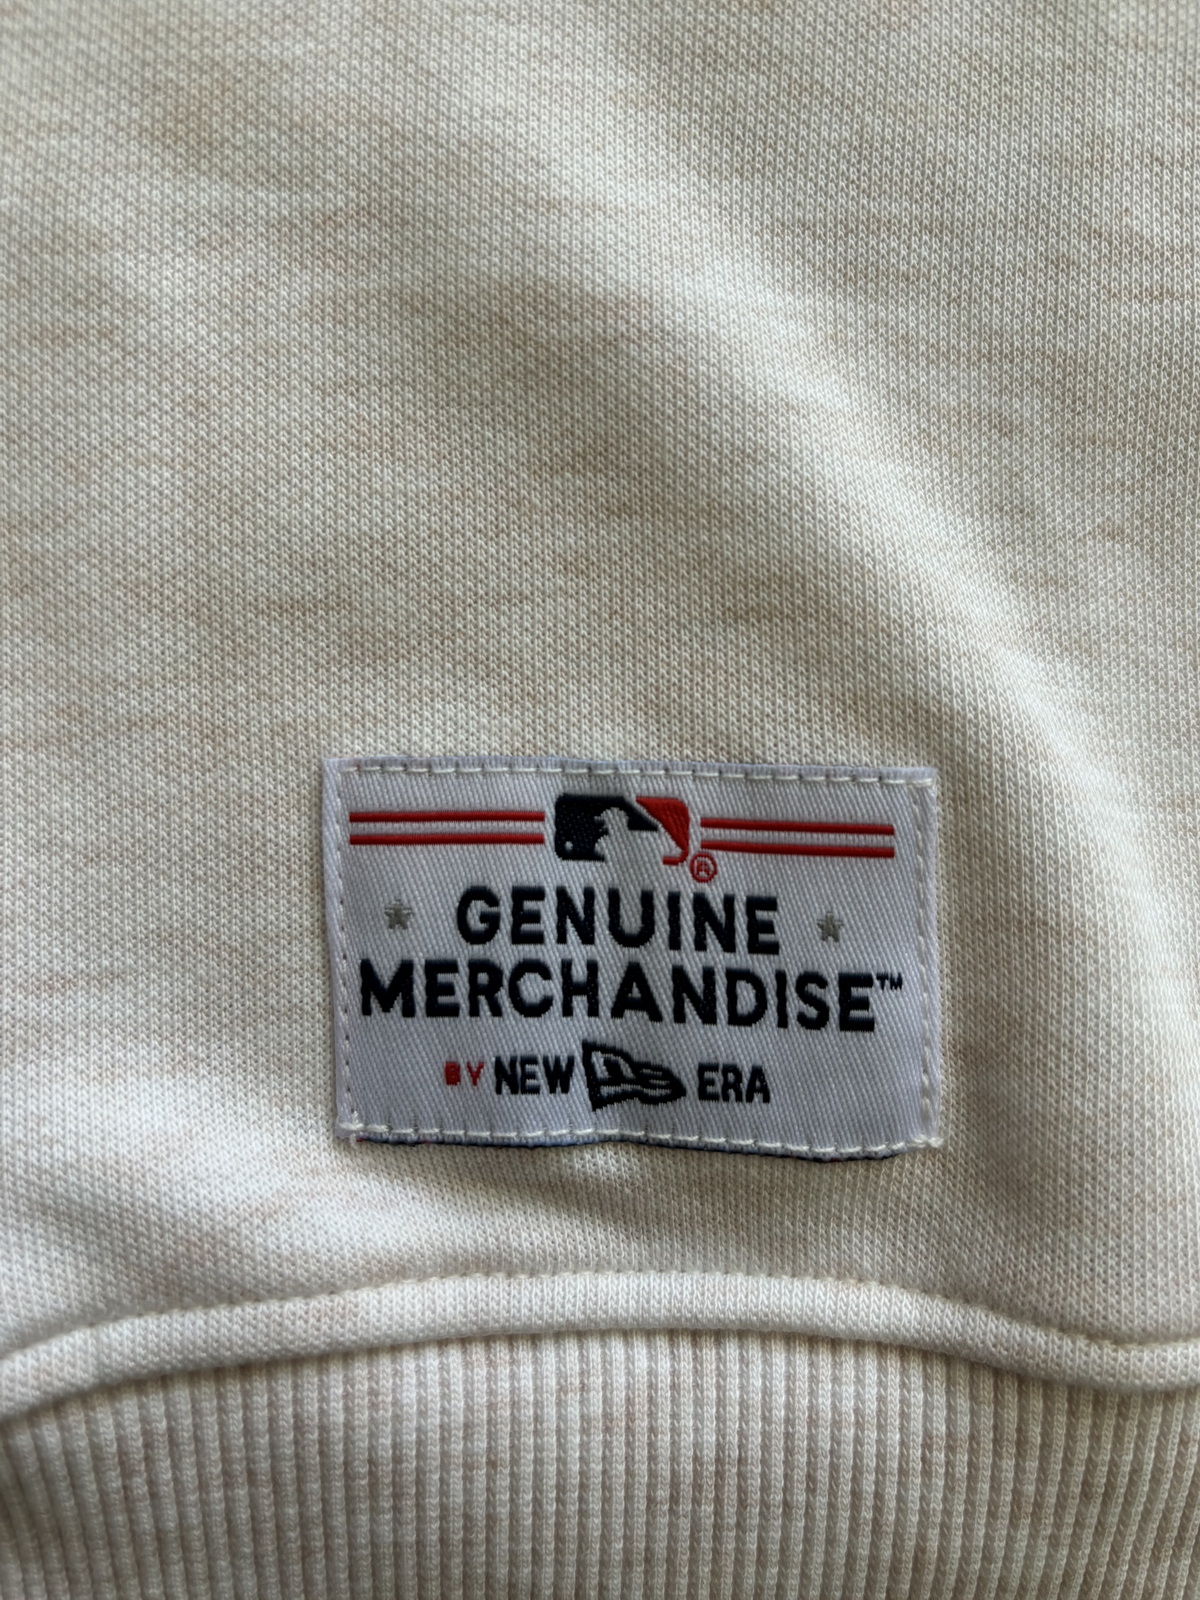 ®
GENUINE
MERCHANDISE™
BY NEW ERA